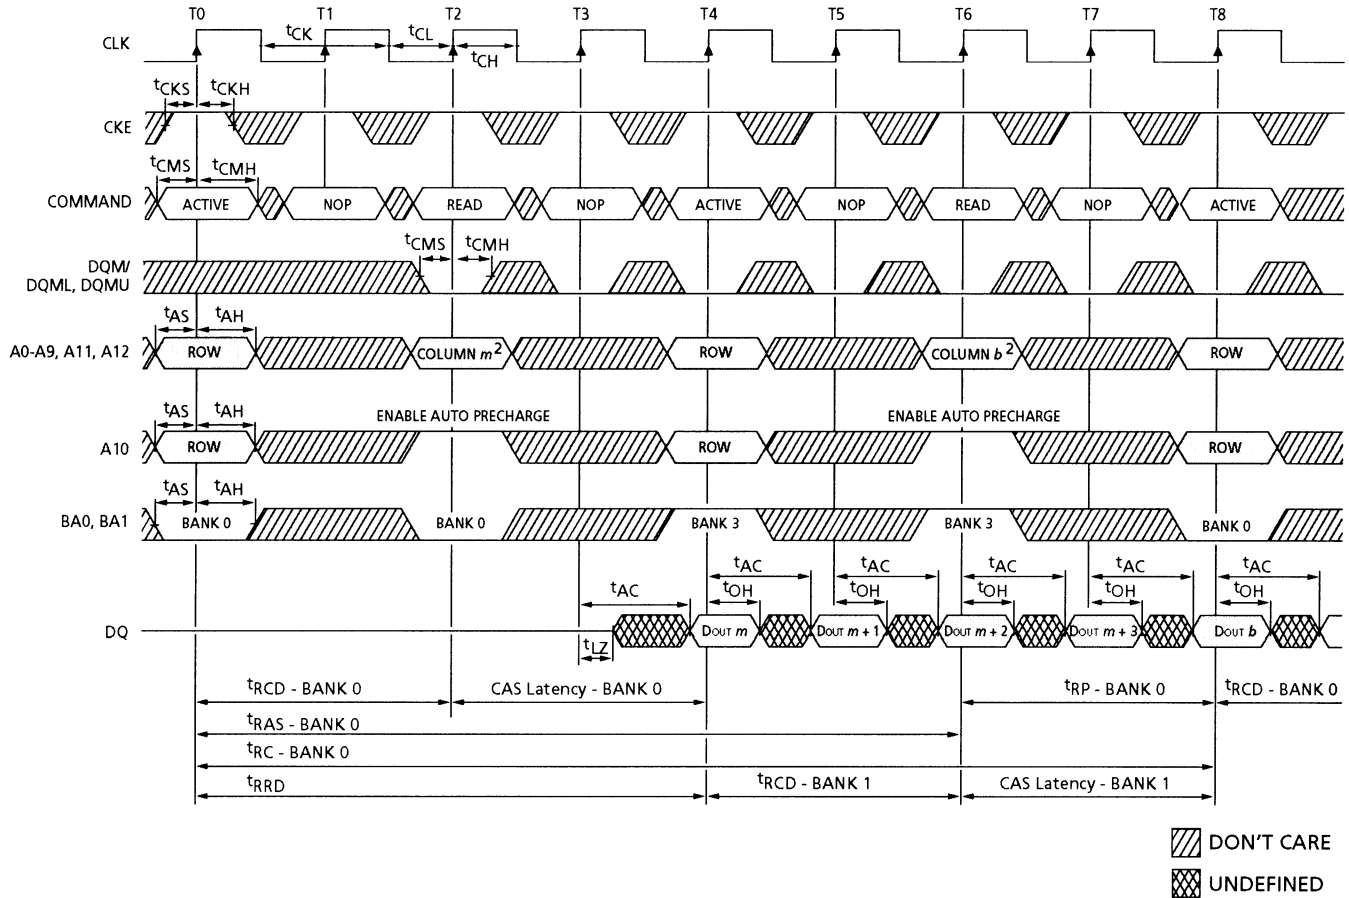 T0 T1 T2 T3 T4 T5 T6 T7 T8
CLK tCK tCL tCH
tCKS tCKH
CKE
tCMS tCMH
COMMAND ACTIVE NOP READ NOP ACTIVE NOP READ NOP ACTIVE
tCMS tCMH
DQM/
DQML, DQMU
tAS tAH
A0-A9, A11, A12 ROW COLUMN m2 ROW COLUMN b2 ROW
tAS tAH ENABLE AUTO PRECHARGE ENABLE AUTO PRECHARGE
A10 ROW ROW ROW
tAS tAH
BA0, BA1 BANK 0 BANK 0 BANK 3 BANK 3 BANK 0
tAC tAC tAC tAC tAC tAC
tOH tOH tOH tOH tOH
DQ DOUT m DOUT m + 1 DOUT m + 2 DOUT m + 3 DOUT b
tLZ
tRCD - BANK 0 CAS Latency - BANK 0 tRP - BANK 0 tRCD - BANK 0
tRAS - BANK 0
tRC - BANK 0
tRRD tRCD - BANK 1 CAS Latency - BANK 1
DON'T CARE
UNDEFINED